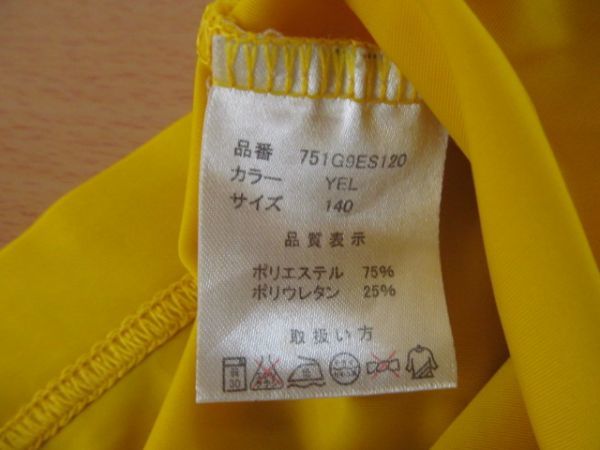 品番 751G9ES120
カラー YEL
サイズ 140
品質表示
ポリエステル 75%
ポリウレタン 25%
取扱い方
30